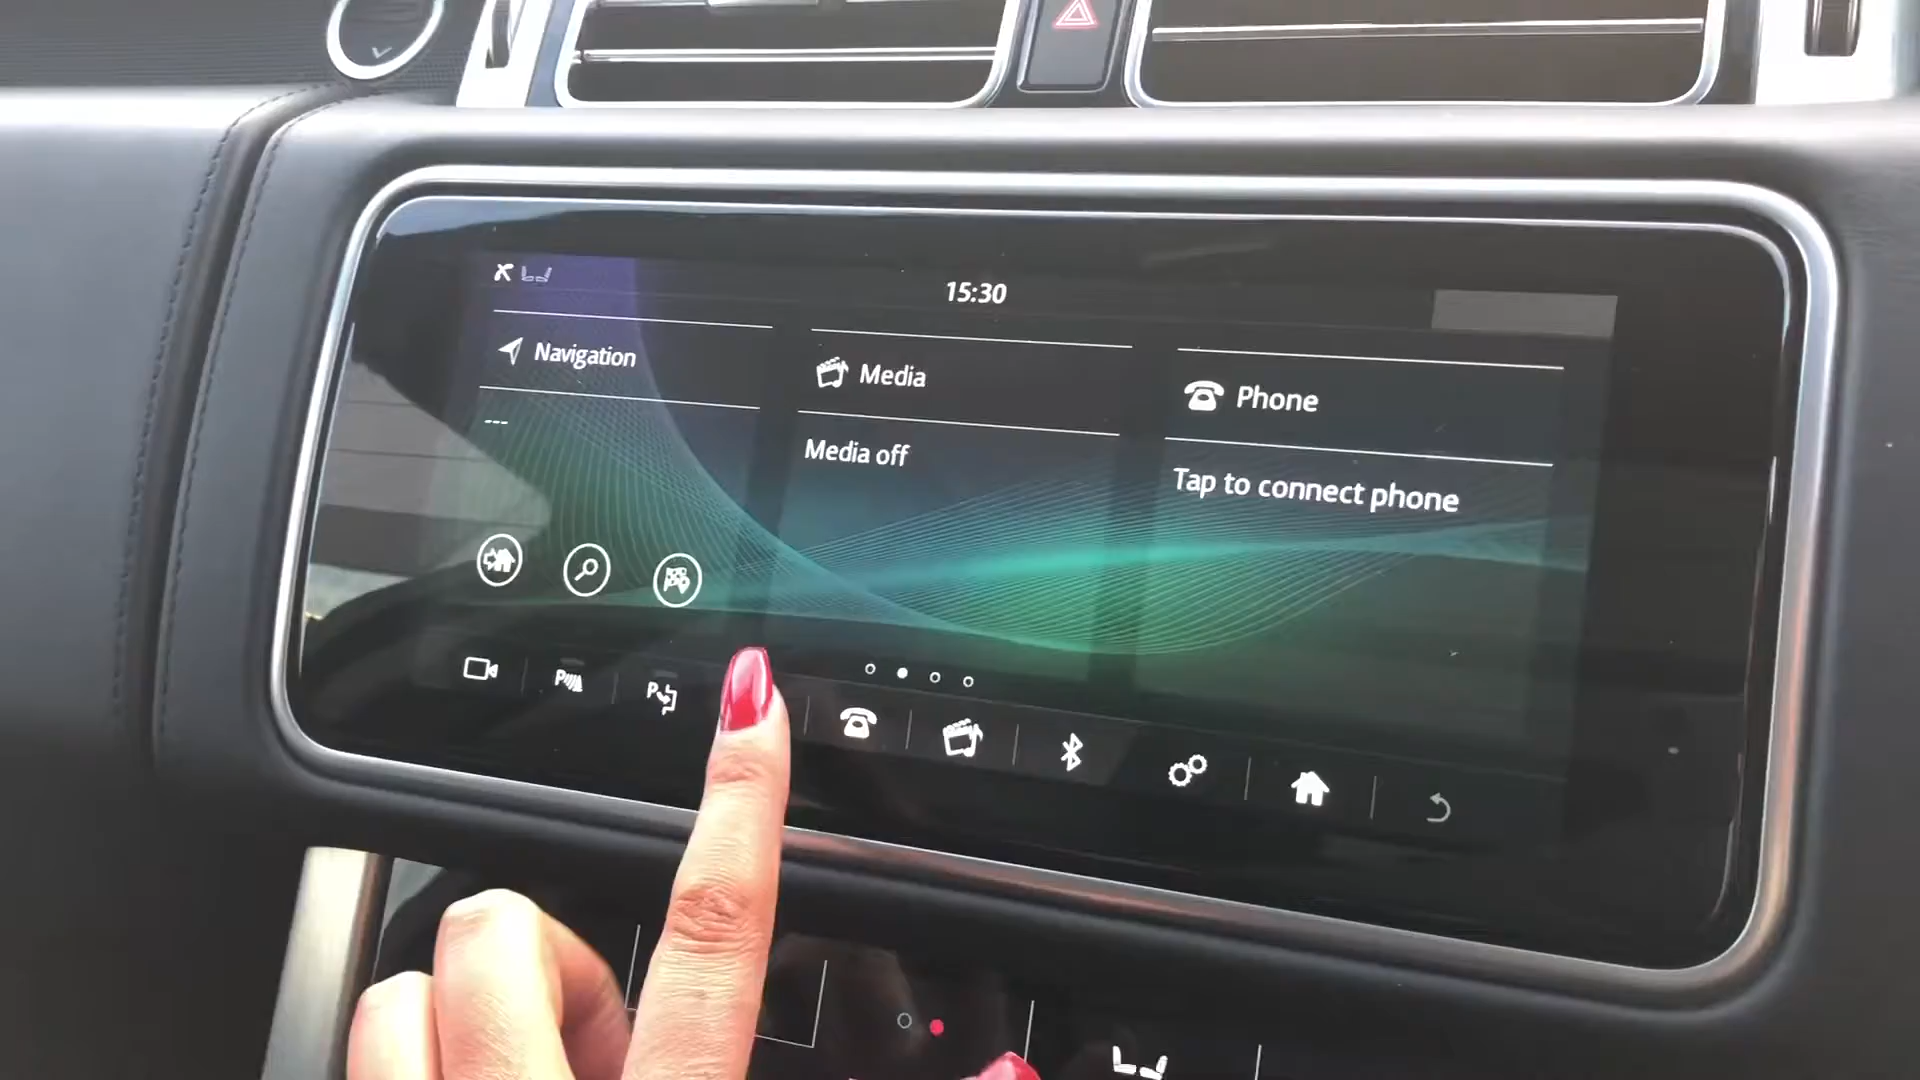 15:30
Navigation
Media
Phone
---
Media off
Tap to connect phone
P
P